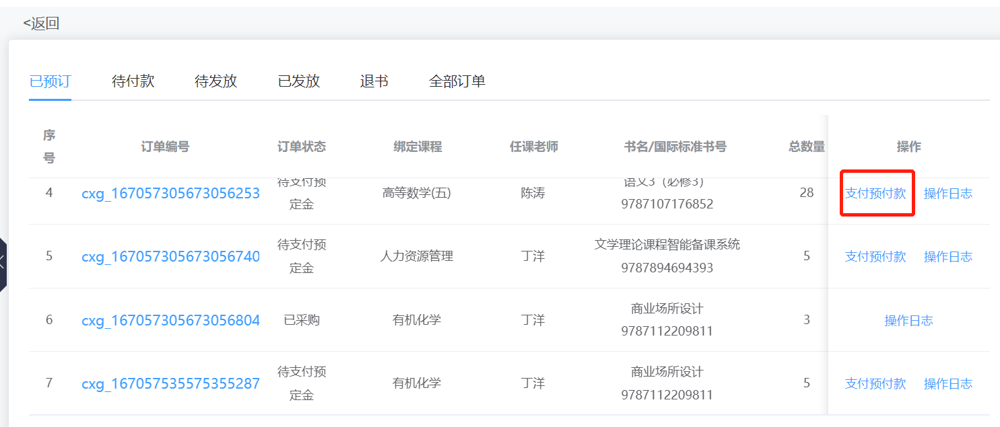 <返回
已预订 待付款 待发放 已发放 退书 全部订单
序号 订单编号 订单状态 绑定课程 任课老师 书名/国际标准书号 总数量 操作
4 cxg_167057305673056253 待支付预定金 高等数学(五) 陈涛 语文3（必修3） 9787107176852 28 支付预付款 操作日志
5 cxg_167057305673056740 待支付预定金 人力资源管理 丁洋 文学理论课程智能备课系统 9787894694393 5 支付预付款 操作日志
6 cxg_167057305673056804 已采购 有机化学 丁洋 商业场所设计 9787112209811 3 操作日志
7 cxg_167057535575355287 待支付预定金 有机化学 丁洋 商业场所设计 9787112209811 5 支付预付款 操作日志